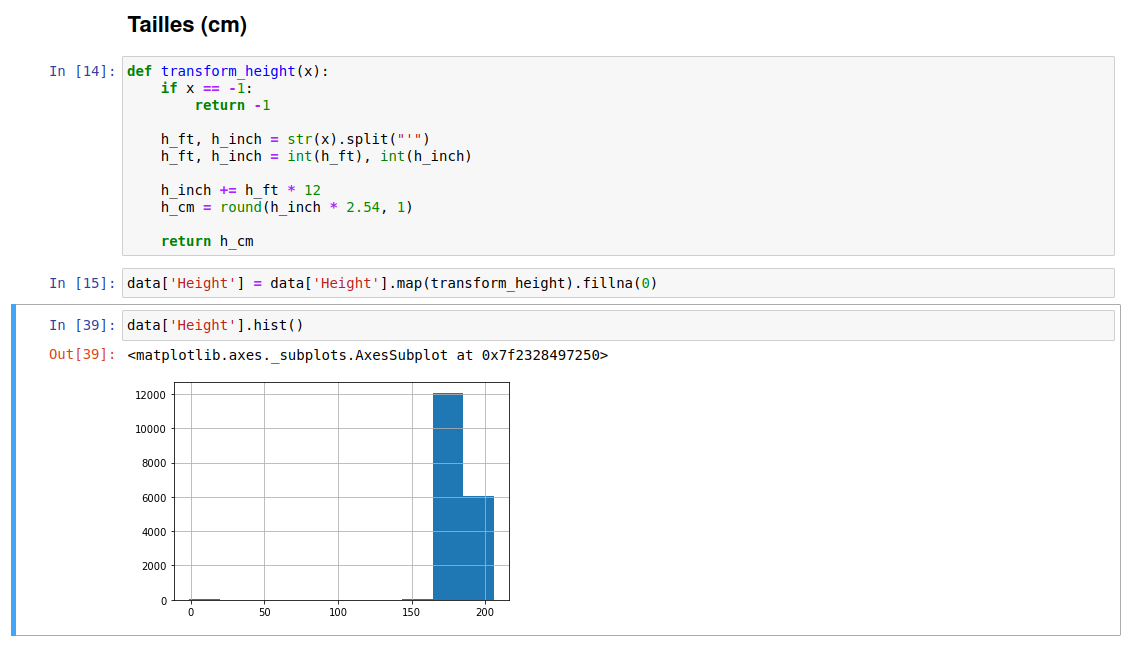 Tailles (cm)
In [14]:
def transform_height(x):
    if x == -1:
        return -1

    h_ft, h_inch = str(x).split("'")
    h_ft, h_inch = int(h_ft), int(h_inch)

    h_inch += h_ft * 12
    h_cm = round(h_inch * 2.54, 1)

    return h_cm
In [15]: data['Height'] = data['Height'].map(transform_height).fillna(0)
In [39]: data['Height'].hist()
Out[39]: <matplotlib.axes._subplots.AxesSubplot at 0x7f2328497250>
12000
10000
8000
6000
4000
2000
0
0 50 100 150 200